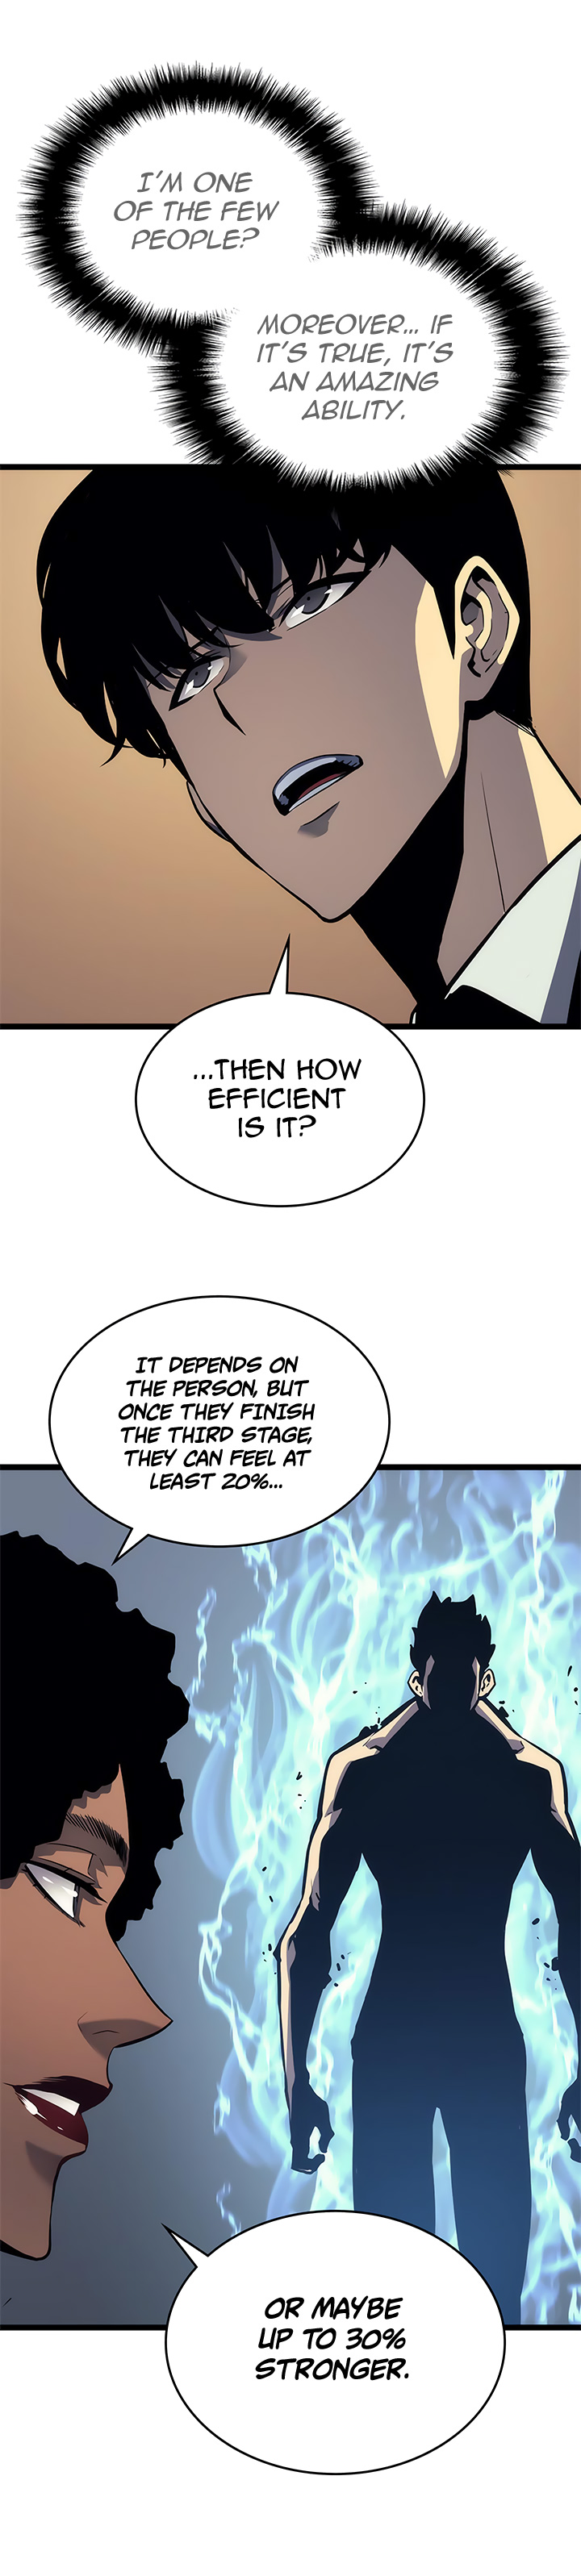 I'M ONE
OF THE FEW
PEOPLE?
MOREOVER... IF
IT'S TRUE, IT'S
AN AMAZING
ABILITY.
...THEN HOW
EFFICIENT
IS IT?
IT DEPENDS ON
THE PERSON, BUT
ONCE THEY FINISH
THE THIRD STAGE,
THEY CAN FEEL AT
LEAST 20%...
OR MAYBE
UP TO 30%
STRONGER.